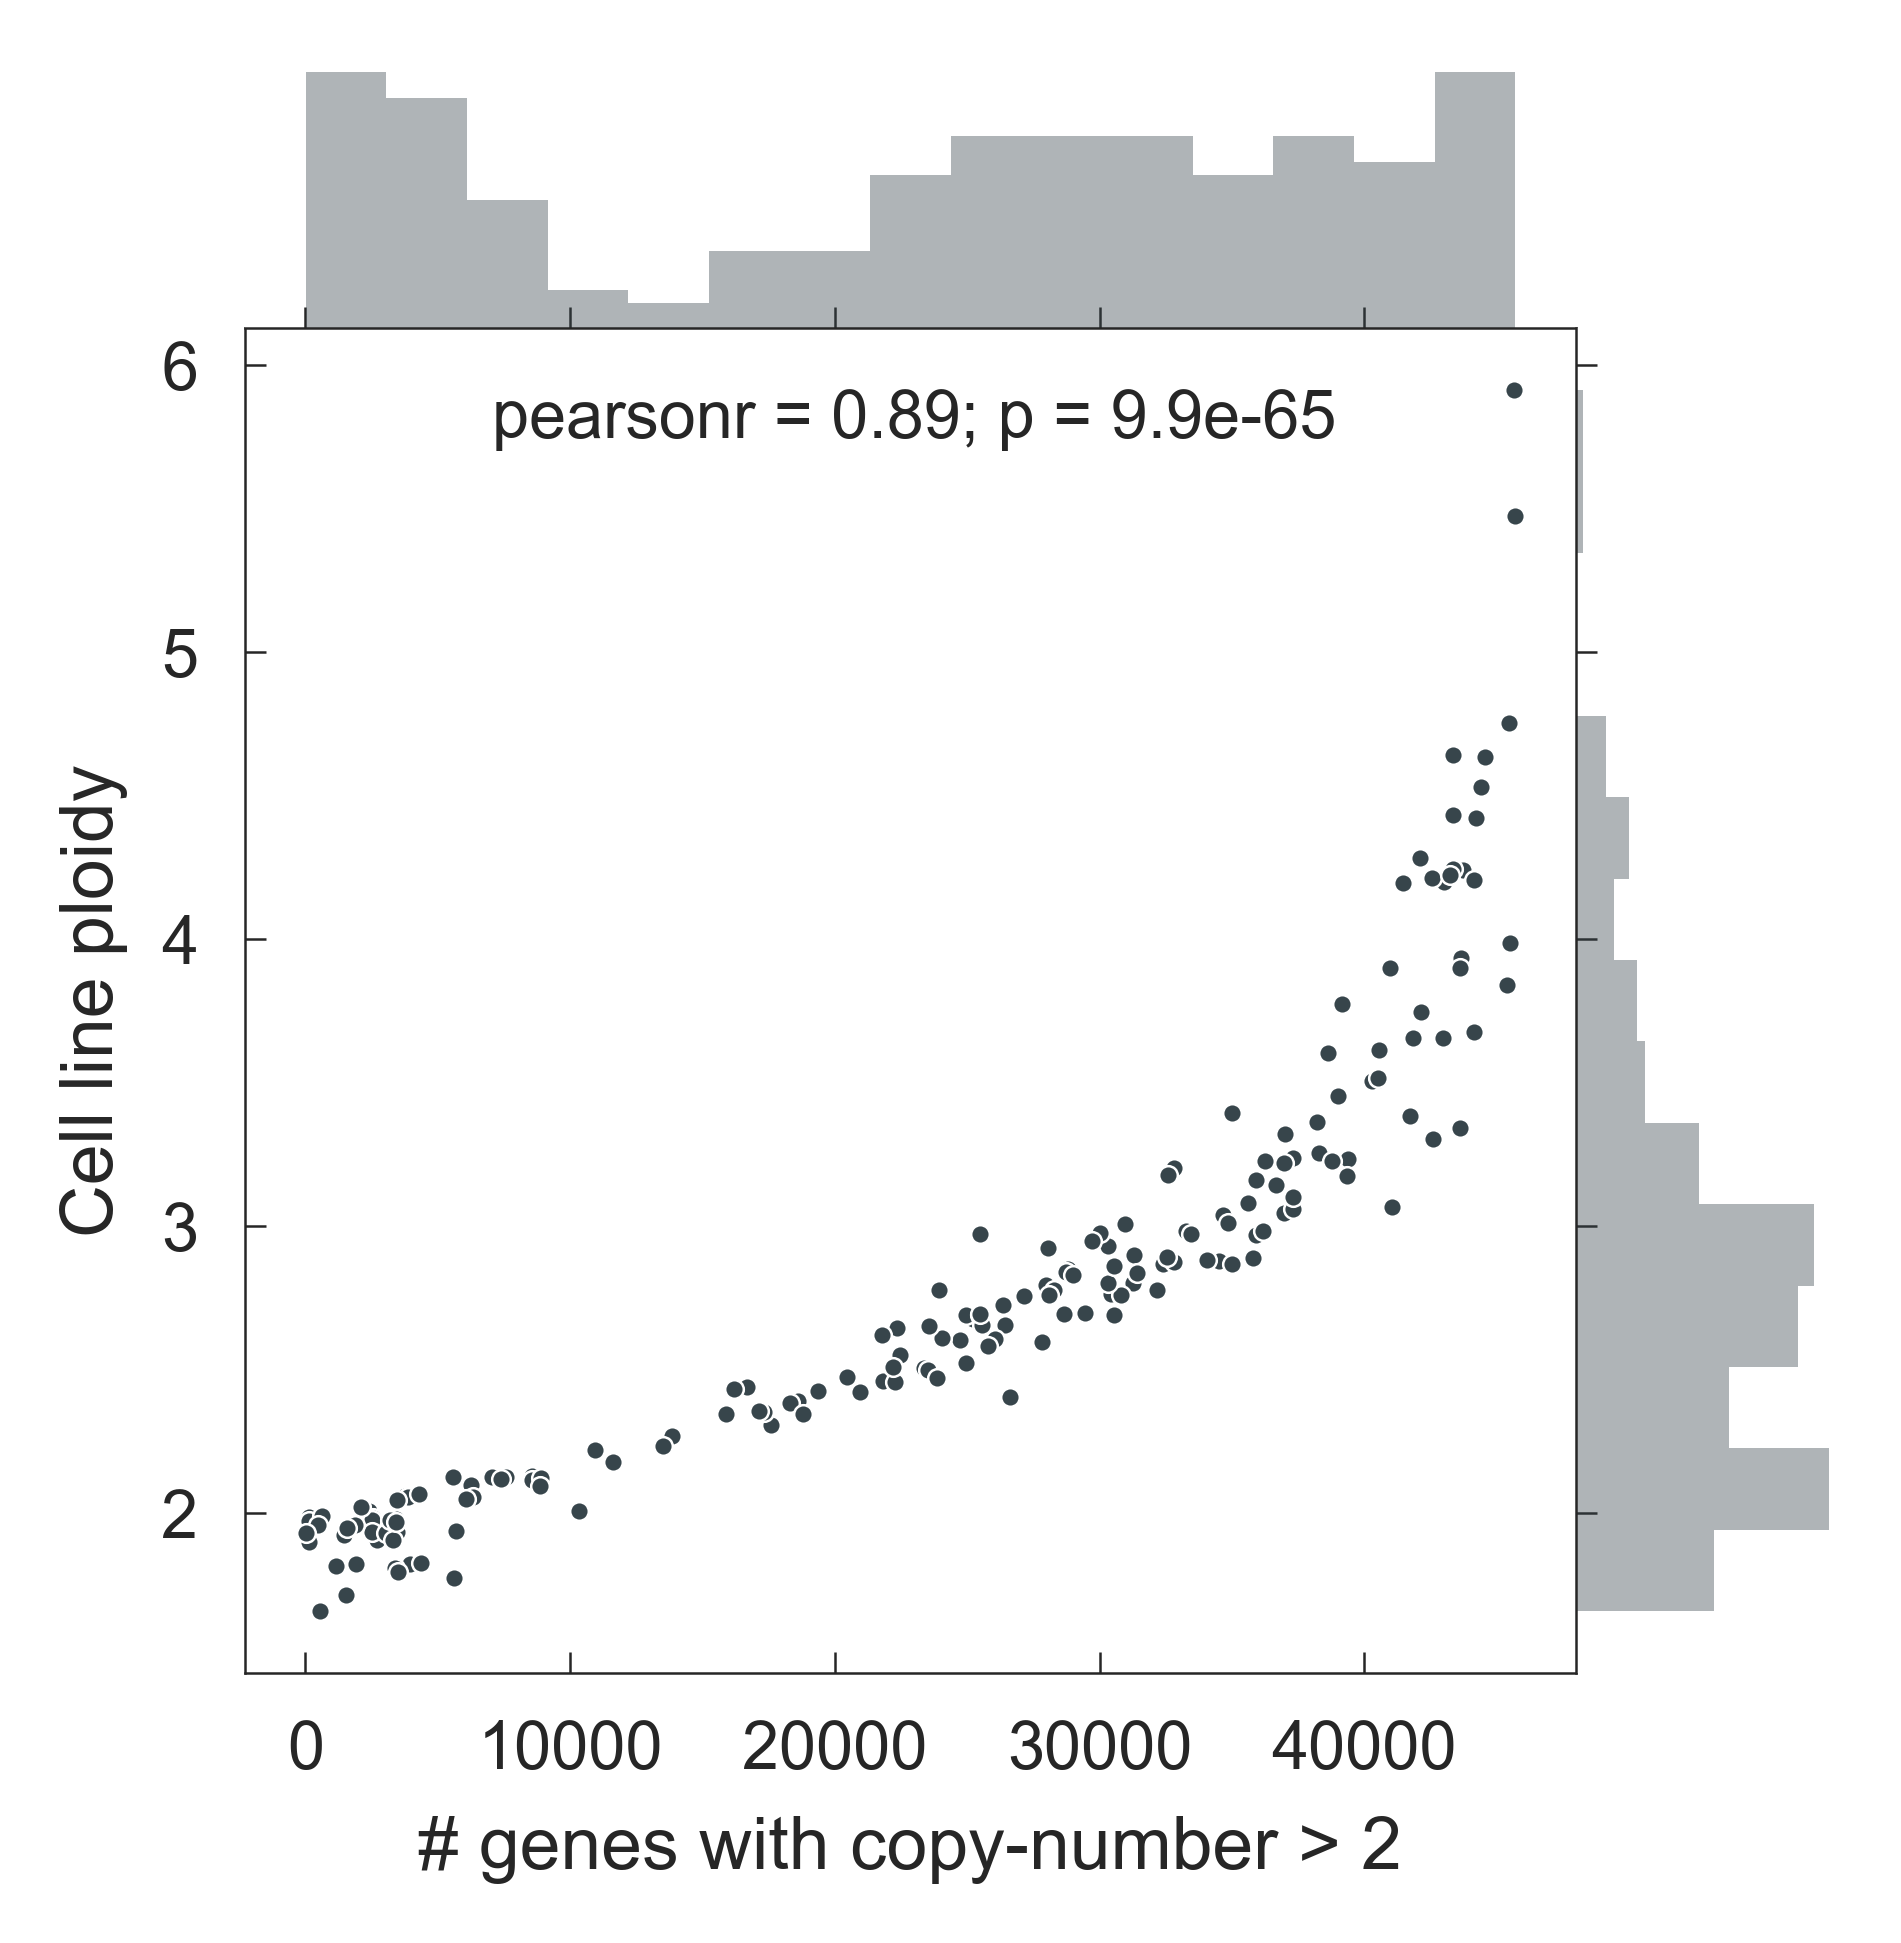 pearsonr = 0.89; p = 9.9e-65
6
5
4
3
2
Cell line ploidy
0 10000 20000 30000 40000
# genes with copy-number > 2